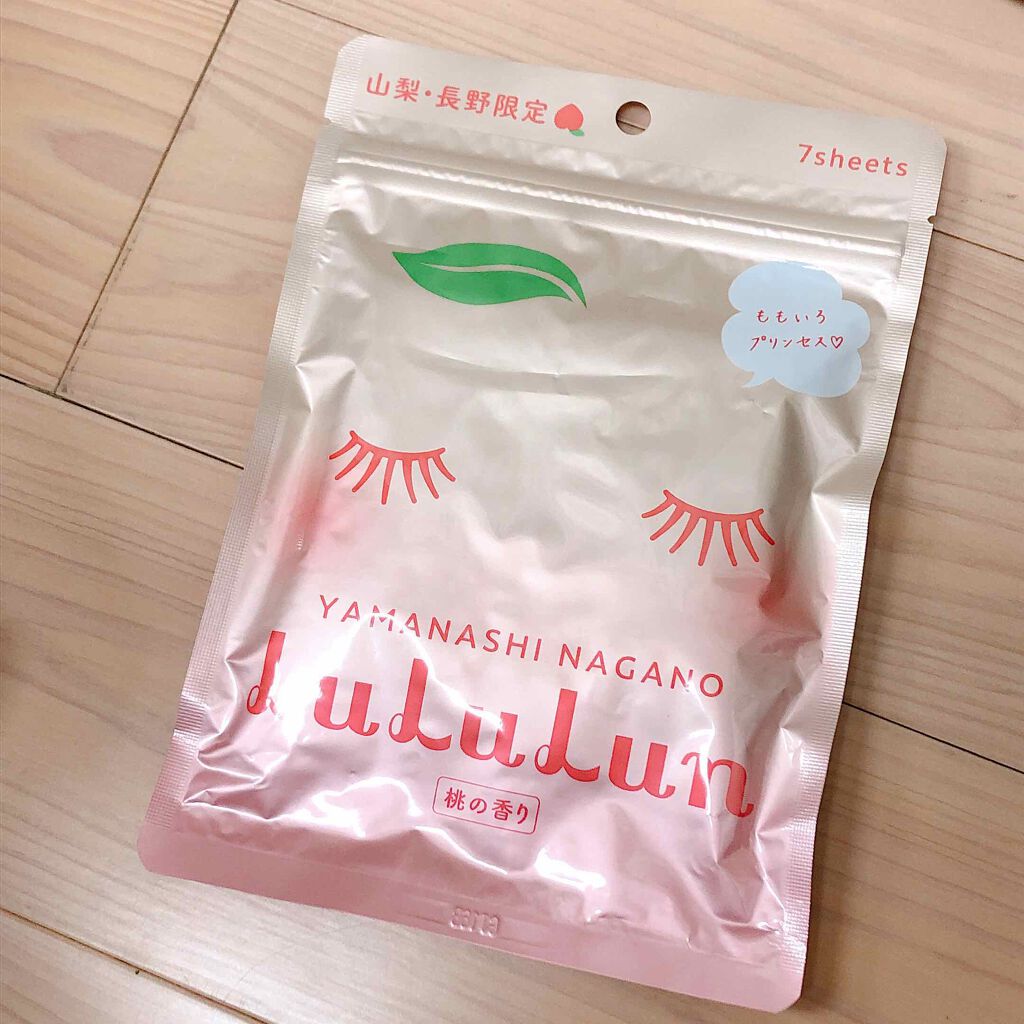 山梨・長野限定
7sheets
ももいろ
プリンセス♡
YAMANASHI NAGANO
LuLuLun
桃の香り